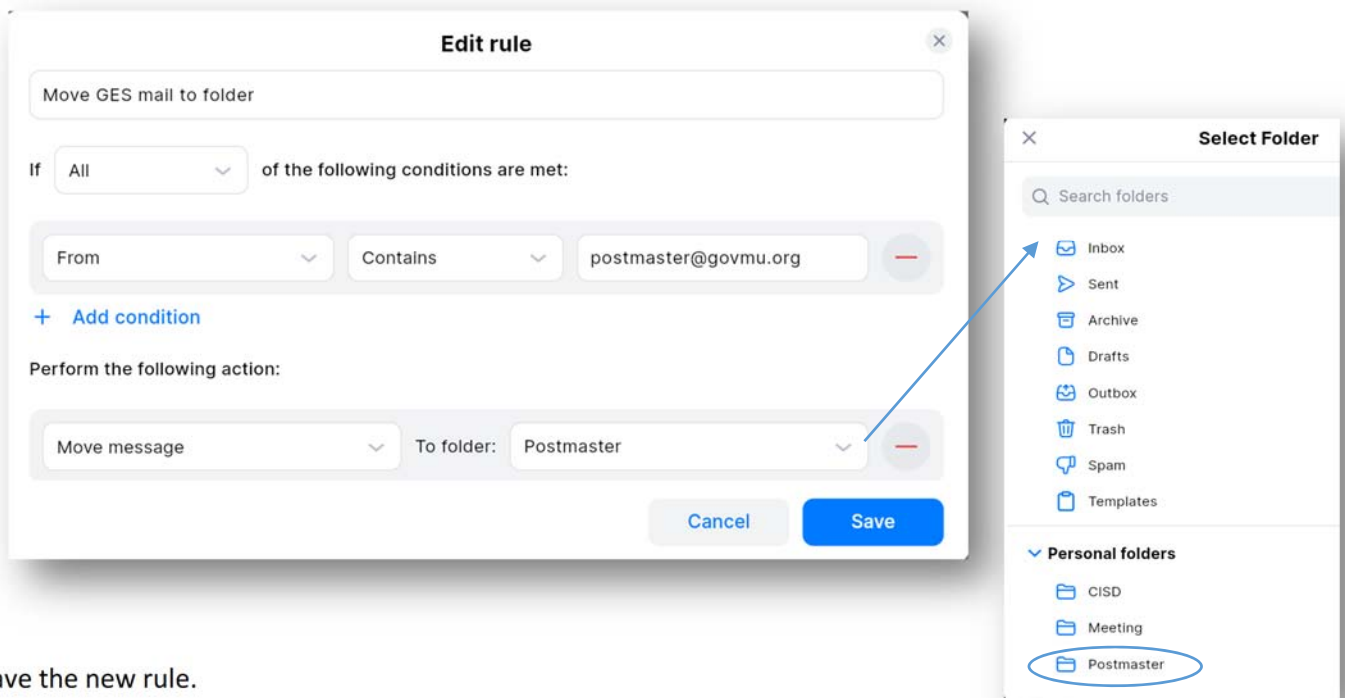 Edit rule
Move GES mail to folder
If All of the following conditions are met:
From Contains postmaster@govmu.org
+ Add condition
Perform the following action:
Move message To folder: Postmaster
Cancel Save
Select Folder
Search folders
Inbox
Sent
Archive
Drafts
Outbox
Trash
Spam
Templates
Personal folders
CISD
Meeting
Postmaster
the new rule.